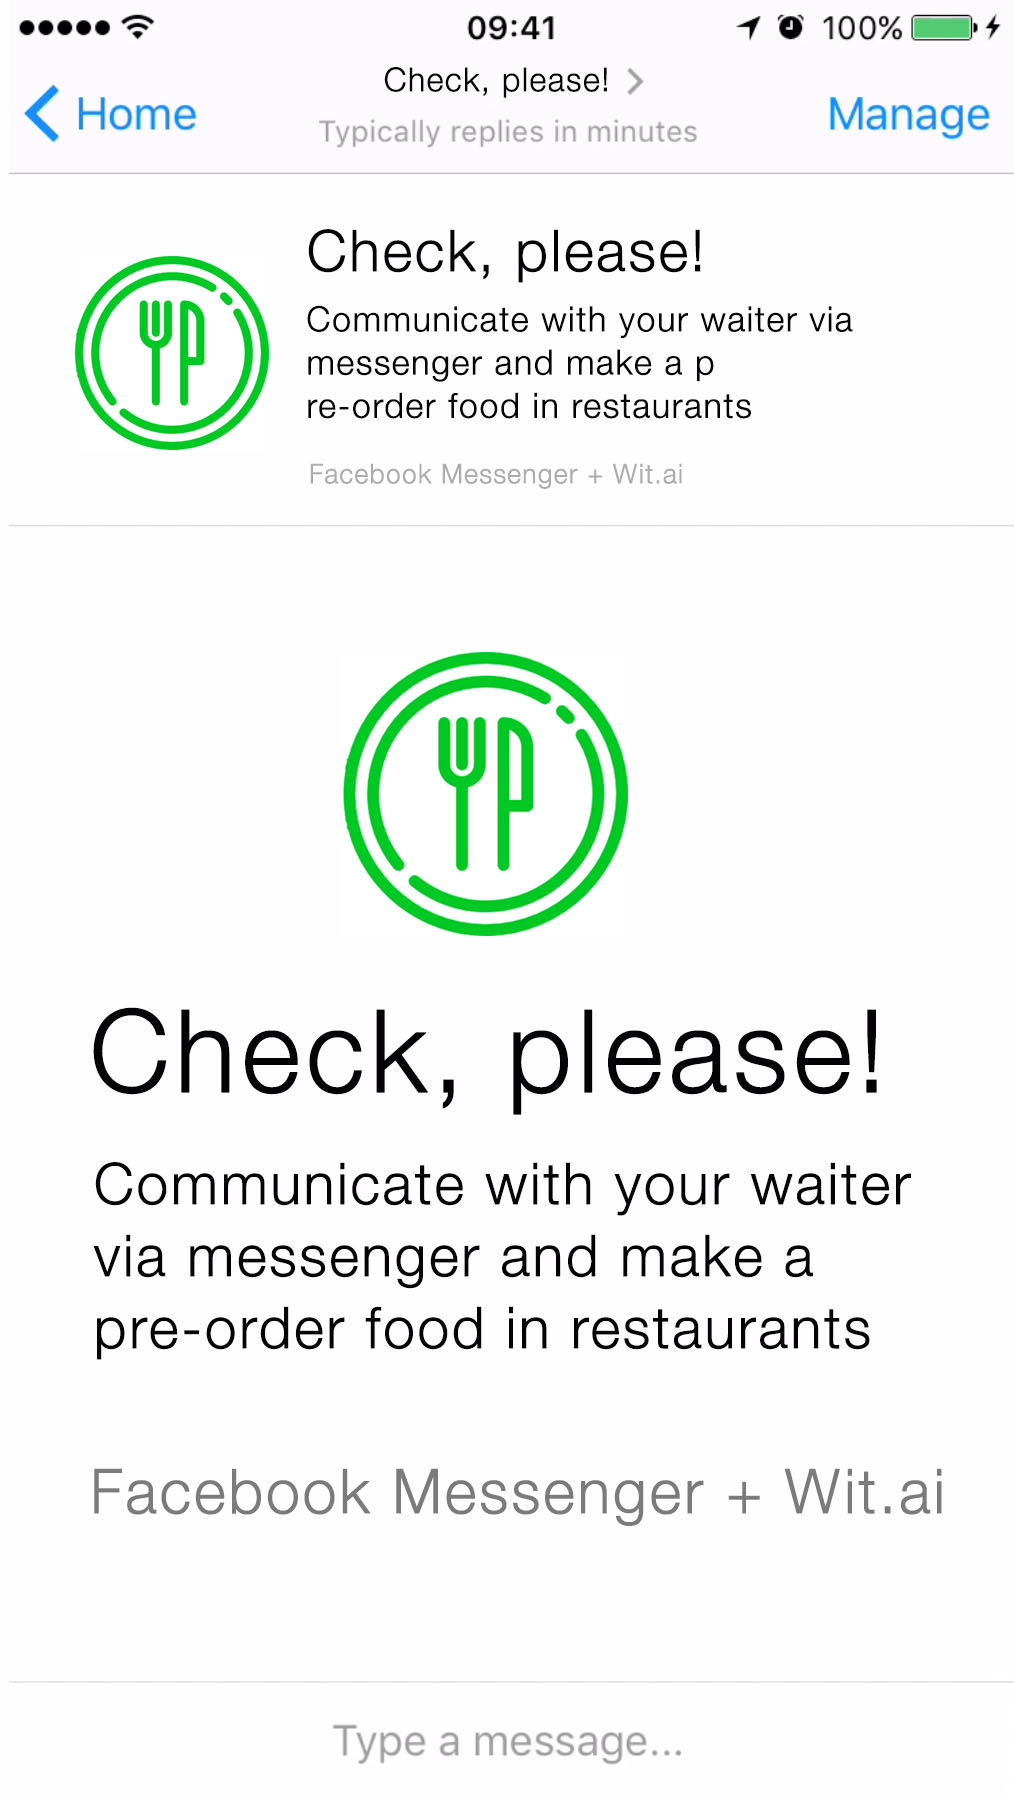 09:41
100%
Home
Check, please!
Typically replies in minutes
Manage
Check, please!
Communicate with your waiter via
messenger and make a p
re-order food in restaurants
Facebook Messenger + Wit.ai
Check, please!
Communicate with your waiter
via messenger and make a
pre-order food in restaurants
Facebook Messenger + Wit.ai
Type a message...